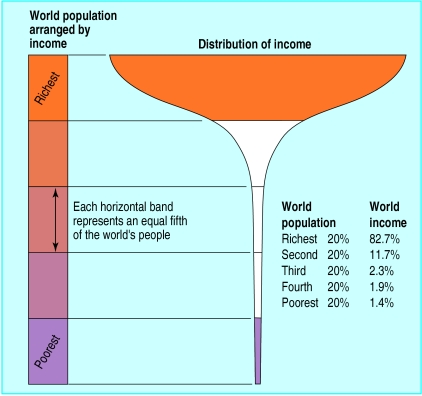 World population
arranged by
income
Distribution of income
Richest
Each horizontal band
represents an equal fifth
of the world's people
Poorest
World population World income
Richest 20% 82.7%
Second 20% 11.7%
Third 20% 2.3%
Fourth 20% 1.9%
Poorest 20% 1.4%